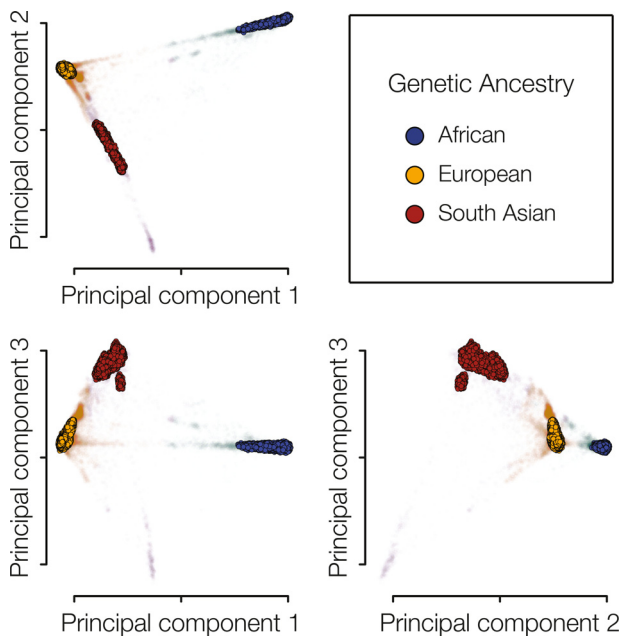 Principal component 2
Principal component 1
Genetic Ancestry
African
European
South Asian
Principal component 3
Principal component 1
Principal component 3
Principal component 2